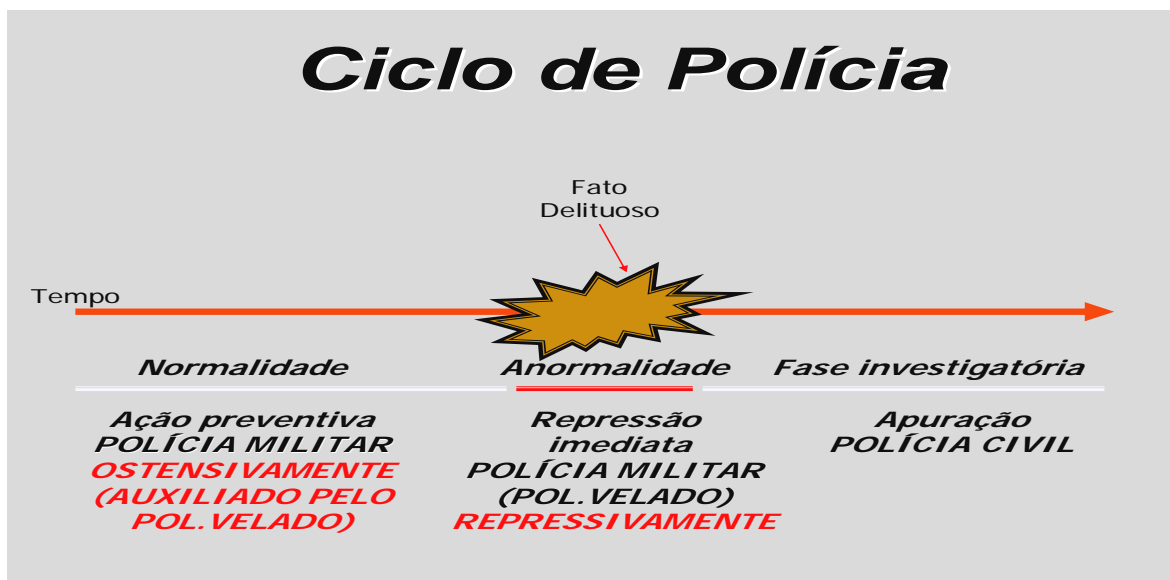 Ciclo de Polícia
Fato
Delituoso
Tempo
Normalidade
Anormalidade
Fase investigatória
Ação preventiva
POLÍCIA MILITAR
OSTENSIVAMENTE
(AUXILIADO PELO
POL.VELADO)
Repressão
imediata
POLÍCIA MILITAR
(POL.VELADO)
REPRESSIVAMENTE
Apuração
POLÍCIA CIVIL